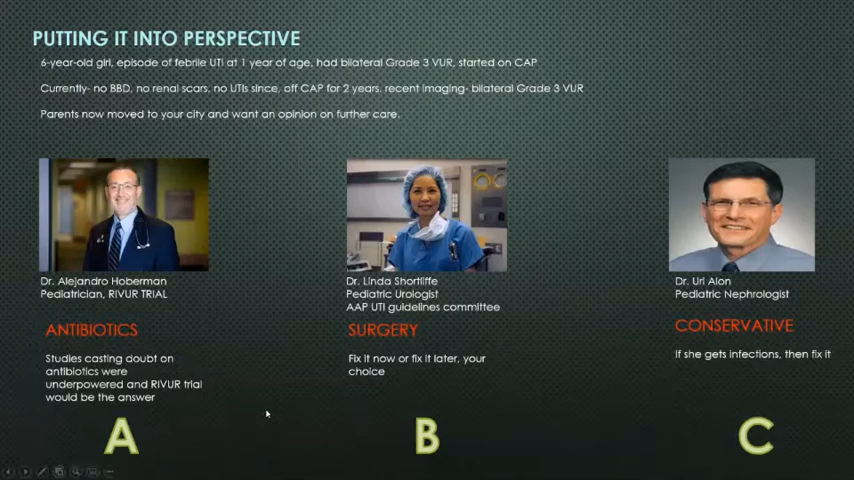 PUTTING IT INTO PERSPECTIVE
6-year-old girl, episode of febrile UTI at 1 year of age, had bilateral Grade 3 VUR, started on CAP
Currently- no BBD, no renal scars, no UTIs since, off CAP for 2 years, recent imaging- bilateral Grade 3 VUR
Parents now moved to your city and want an opinion on further care.
Dr. Alejandro Hoberman
Pediatrician, RIVUR TRIAL
ANTIBIOTICS
Studies casting doubt on
antibiotics were
underpowered and RIVUR trial
would be the answer
A
Dr. Linda Shortliffe
Pediatric Urologist
AAP UTI guidelines committee
SURGERY
Fix it now or fix it later, your
choice
B
Dr. Uri Alon
Pediatric Nephrologist
CONSERVATIVE
If she gets infections, then fix it
C